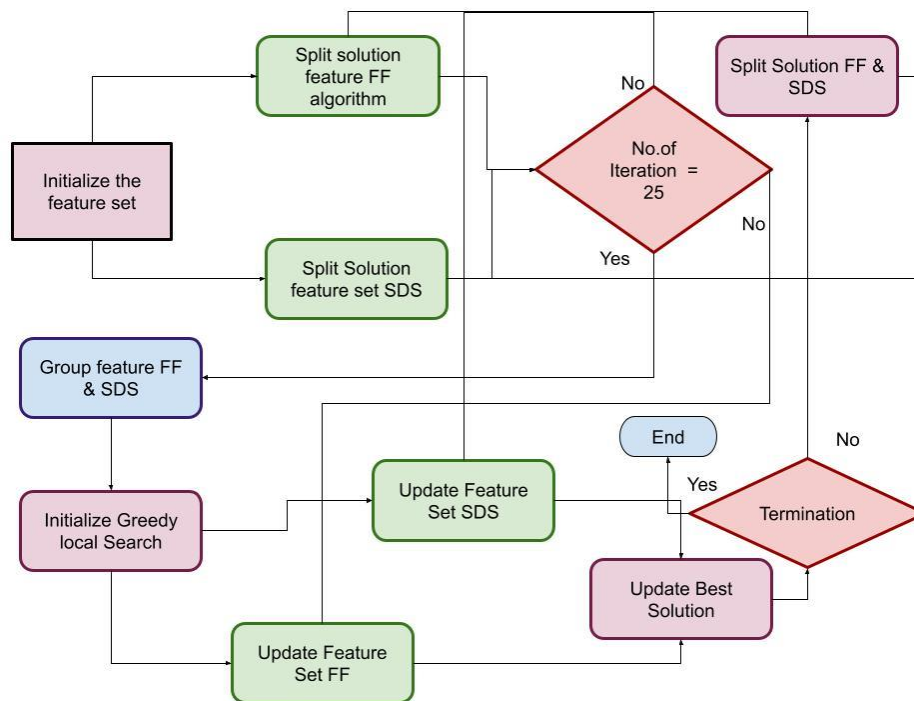 Split solution
feature FF
algorithm
No
Split Solution FF &
SDS
Initialize the
feature set
No.of
Iteration =
25
No
Split Solution
feature set SDS
Yes
Group feature FF
& SDS
End
No
Yes
Initialize Greedy
local Search
Update Feature
Set SDS
Termination
Update Best
Solution
Update Feature
Set FF